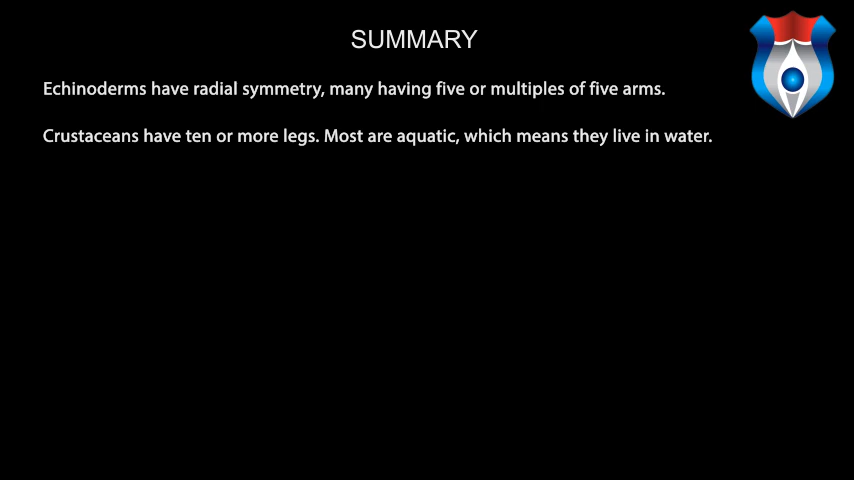 SUMMARY
Echinoderms have radial symmetry, many having five or multiples of five arms.
Crustaceans have ten or more legs. Most are aquatic, which means they live in water.